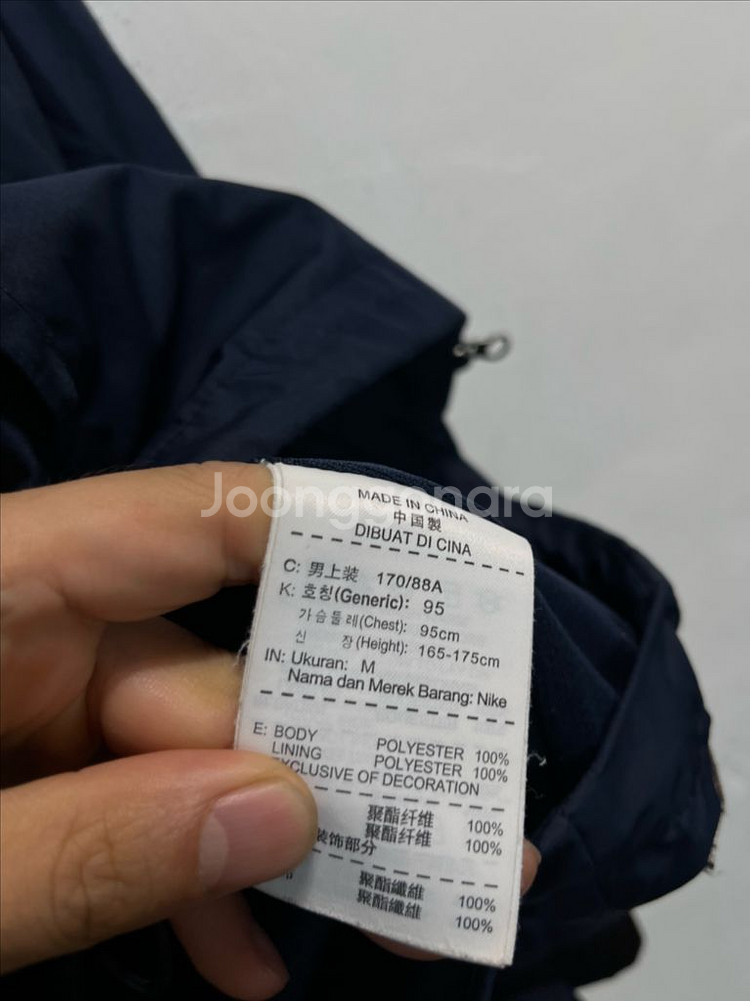 Joonggonara
MADE IN CHINA
中国製
DIBUAT DI CINA
C: 男上装 170/88A
K: 호칭(Generic): 95
가슴둘레(Chest): 95cm
신 장(Height): 165-175cm
IN: Ukuran: M
Nama dan Merek Barang: Nike
E: BODY POLYESTER 100%
LINING POLYESTER 100%
EXCLUSIVE OF DECORATION
聚酯纤维 100%
聚酯纤维 100%
装饰部分
聚酯纖維 100%
聚酯纖維 100%